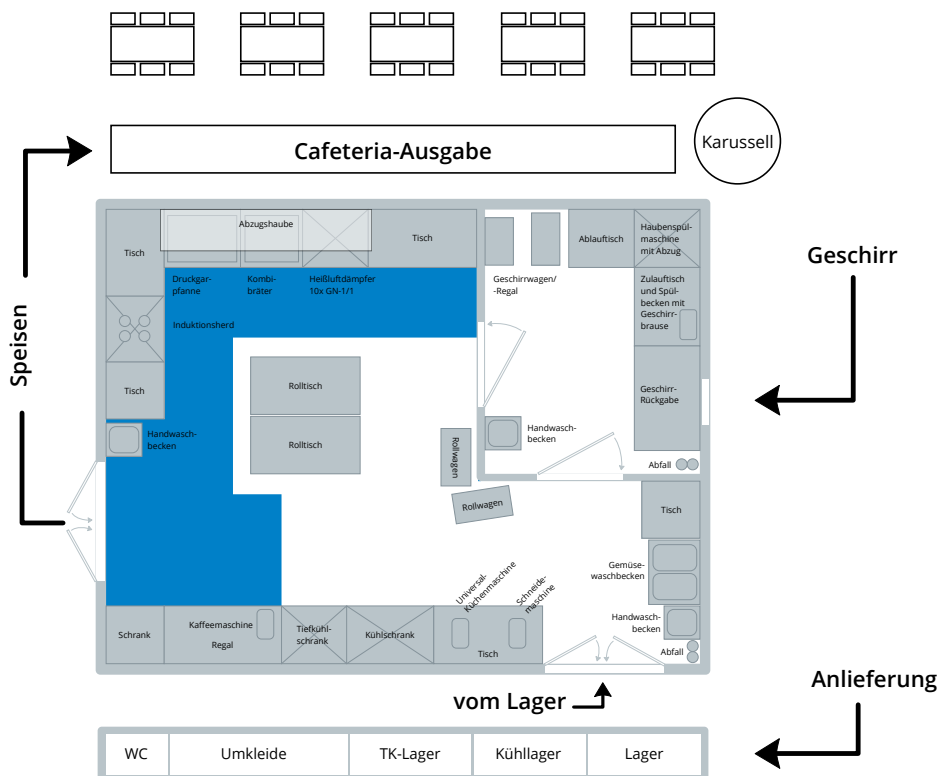 Cafeteria-Ausgabe
Karussell
Speisen
Geschirr
Anlieferung
Tisch
Abzugshaube
Tisch
Druckgar-
pfanne
Kombi-
bräter
Heißluftdämpfer
10x GN-1/1
Induktionsherd
Tisch
Handwasch-
becken
Rolltisch
Rolltisch
Rollwagen
Rollwagen
Geschirrwagen/
-Regal
Ablauftisch
Haubenspül-
maschine
mit Abzug
Zulauftisch
und Spül-
becken mit
Geschirr-
brause
Geschirr-
Rückgabe
Handwasch-
becken
Abfall
Tisch
Gemüse-
waschbecken
Handwasch-
becken
Abfall
Universal-
Küchenmaschine
Schneide-
maschine
Schrank
Kaffeemaschine
Regal
Tiefkühl-
schrank
Kühlschrank
Tisch
vom Lager
WC
Umkleide
TK-Lager
Kühllager
Lager